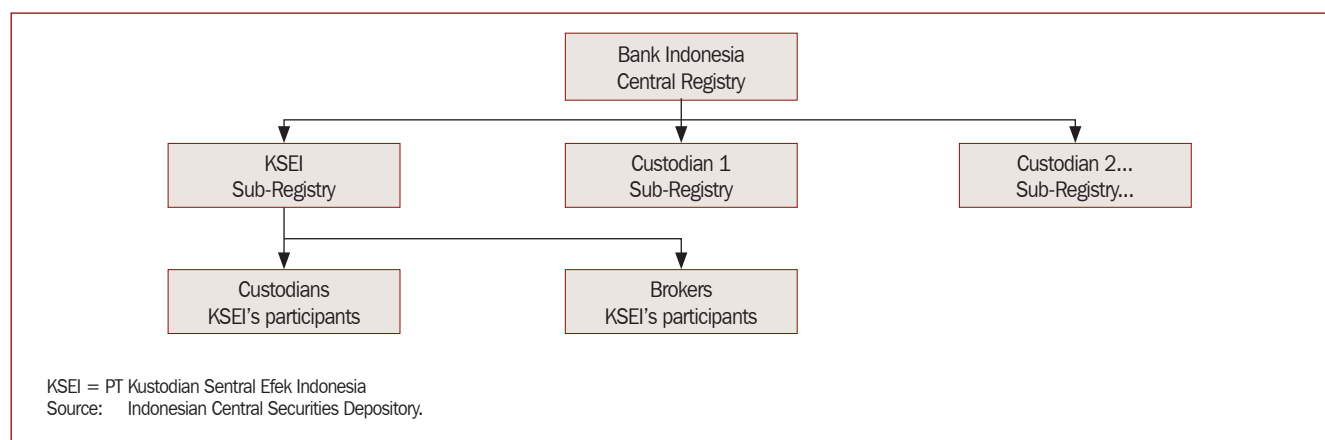 Bank Indonesia
Central Registry
KSEI
Sub-Registry
Custodian 1
Sub-Registry
Custodian 2...
Sub-Registry...
Custodians
KSEI's participants
Brokers
KSEI's participants
KSEI = PT Kustodian Sentral Efek Indonesia
Source: Indonesian Central Securities Depository.